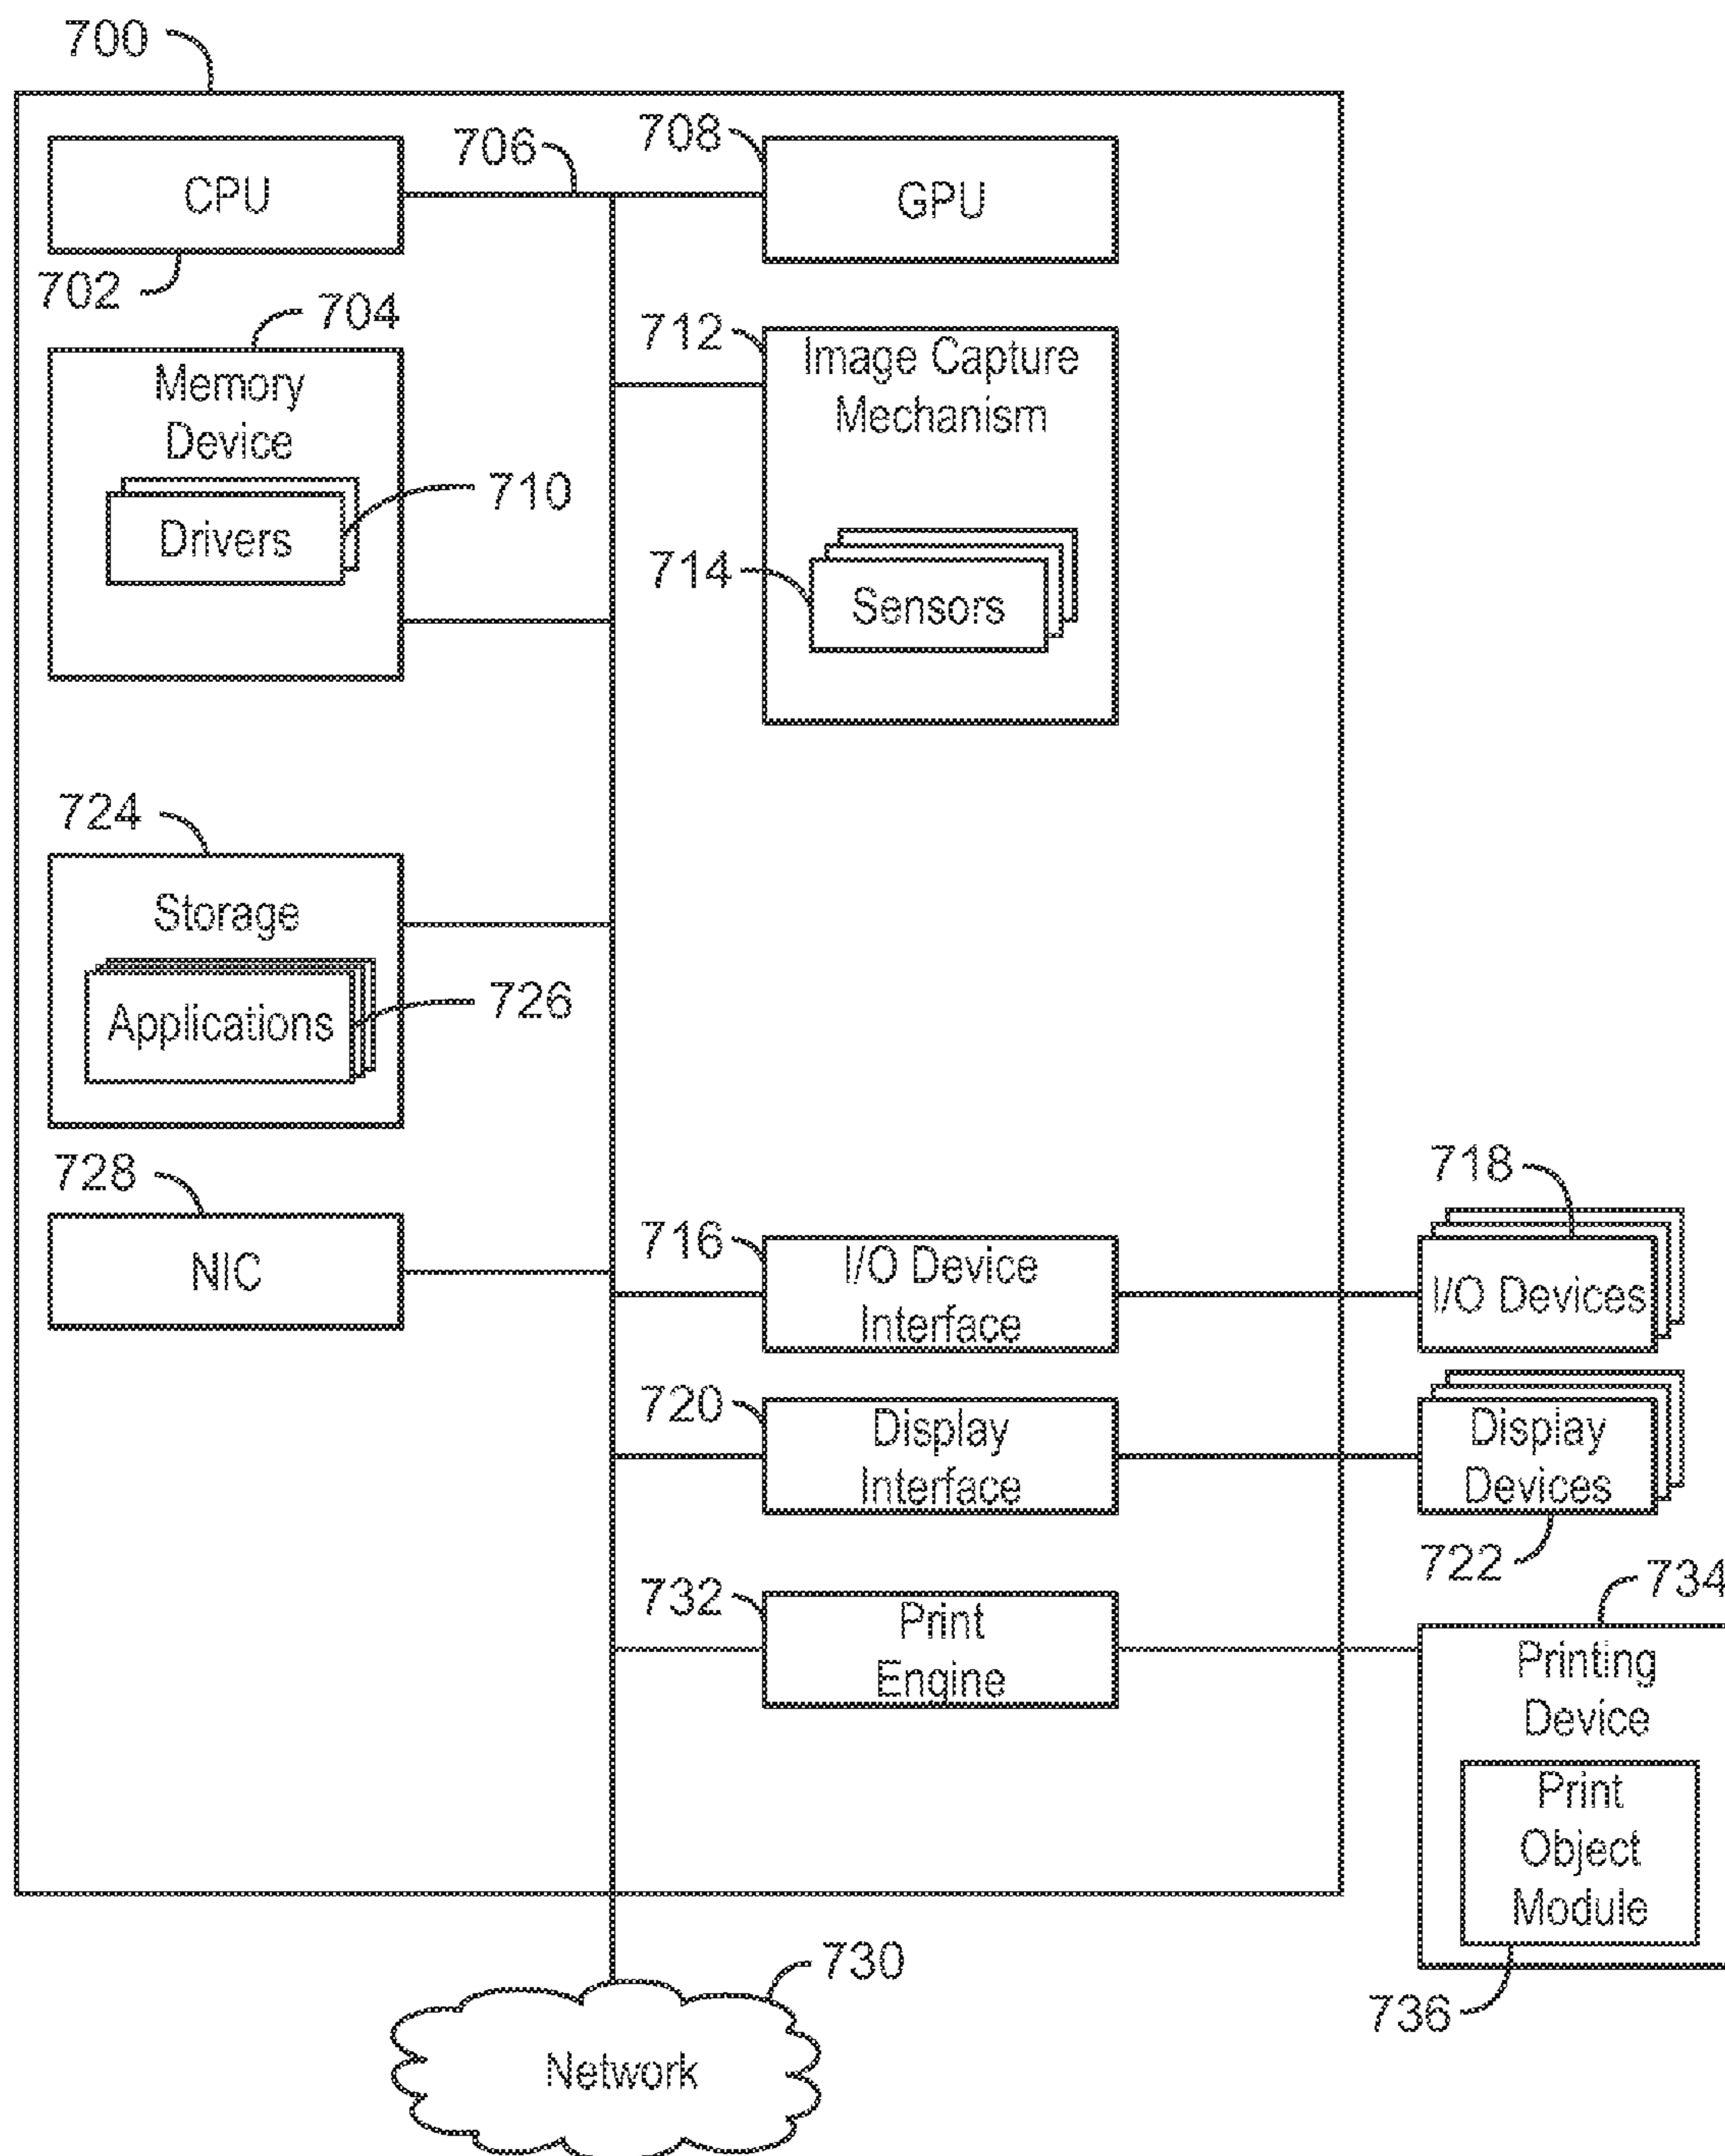 700
706
708
CPU
GPU
702
704
712
Memory
Device
Image Capture
Mechanism
710
Drivers
714
Sensors
724
Storage
726
Applications
728
718
NIC
716
I/O Device
Interface
I/O Devices
720
Display
Interface
Display
Devices
722
732
Print
Engine
734
Printing
Device
Print
Object
Module
730
736
Network